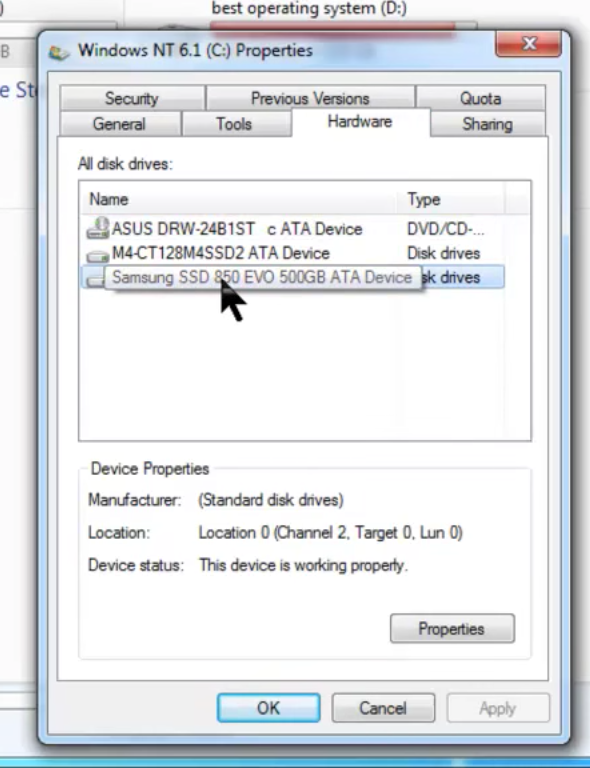 )
best operating system (D:)
B
e St
Windows NT 6.1 (C:) Properties
Security Previous Versions Quota
General Tools Hardware Sharing
All disk drives:
Name Type
ASUS DRW-24B1ST c ATA Device DVD/CD-...
M4-CT128M4SSD2 ATA Device Disk drives
Samsung SSD 850 EVO 500GB ATA Device sk drives
Device Properties
Manufacturer: (Standard disk drives)
Location: Location 0 (Channel 2, Target 0, Lun 0)
Device status: This device is working properly.
Properties
OK Cancel Apply